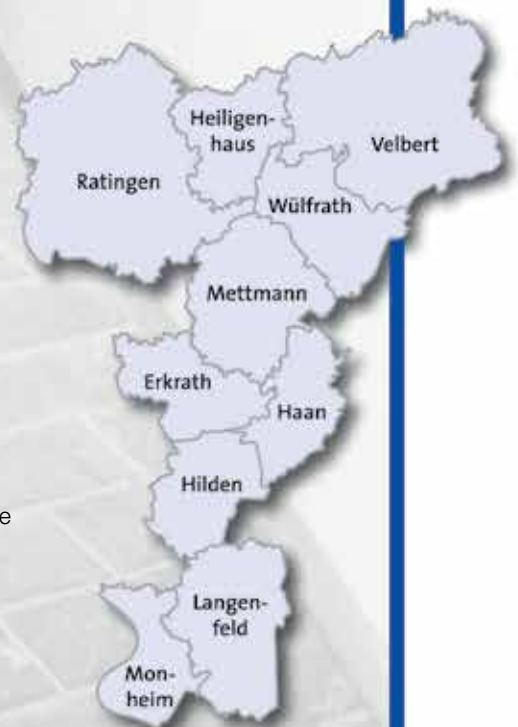 Heiligen-
haus
Velbert
Ratingen
Wülfrath
Mettmann
Erkrath
Haan
Hilden
e
Langen-
feld
Mon-
heim